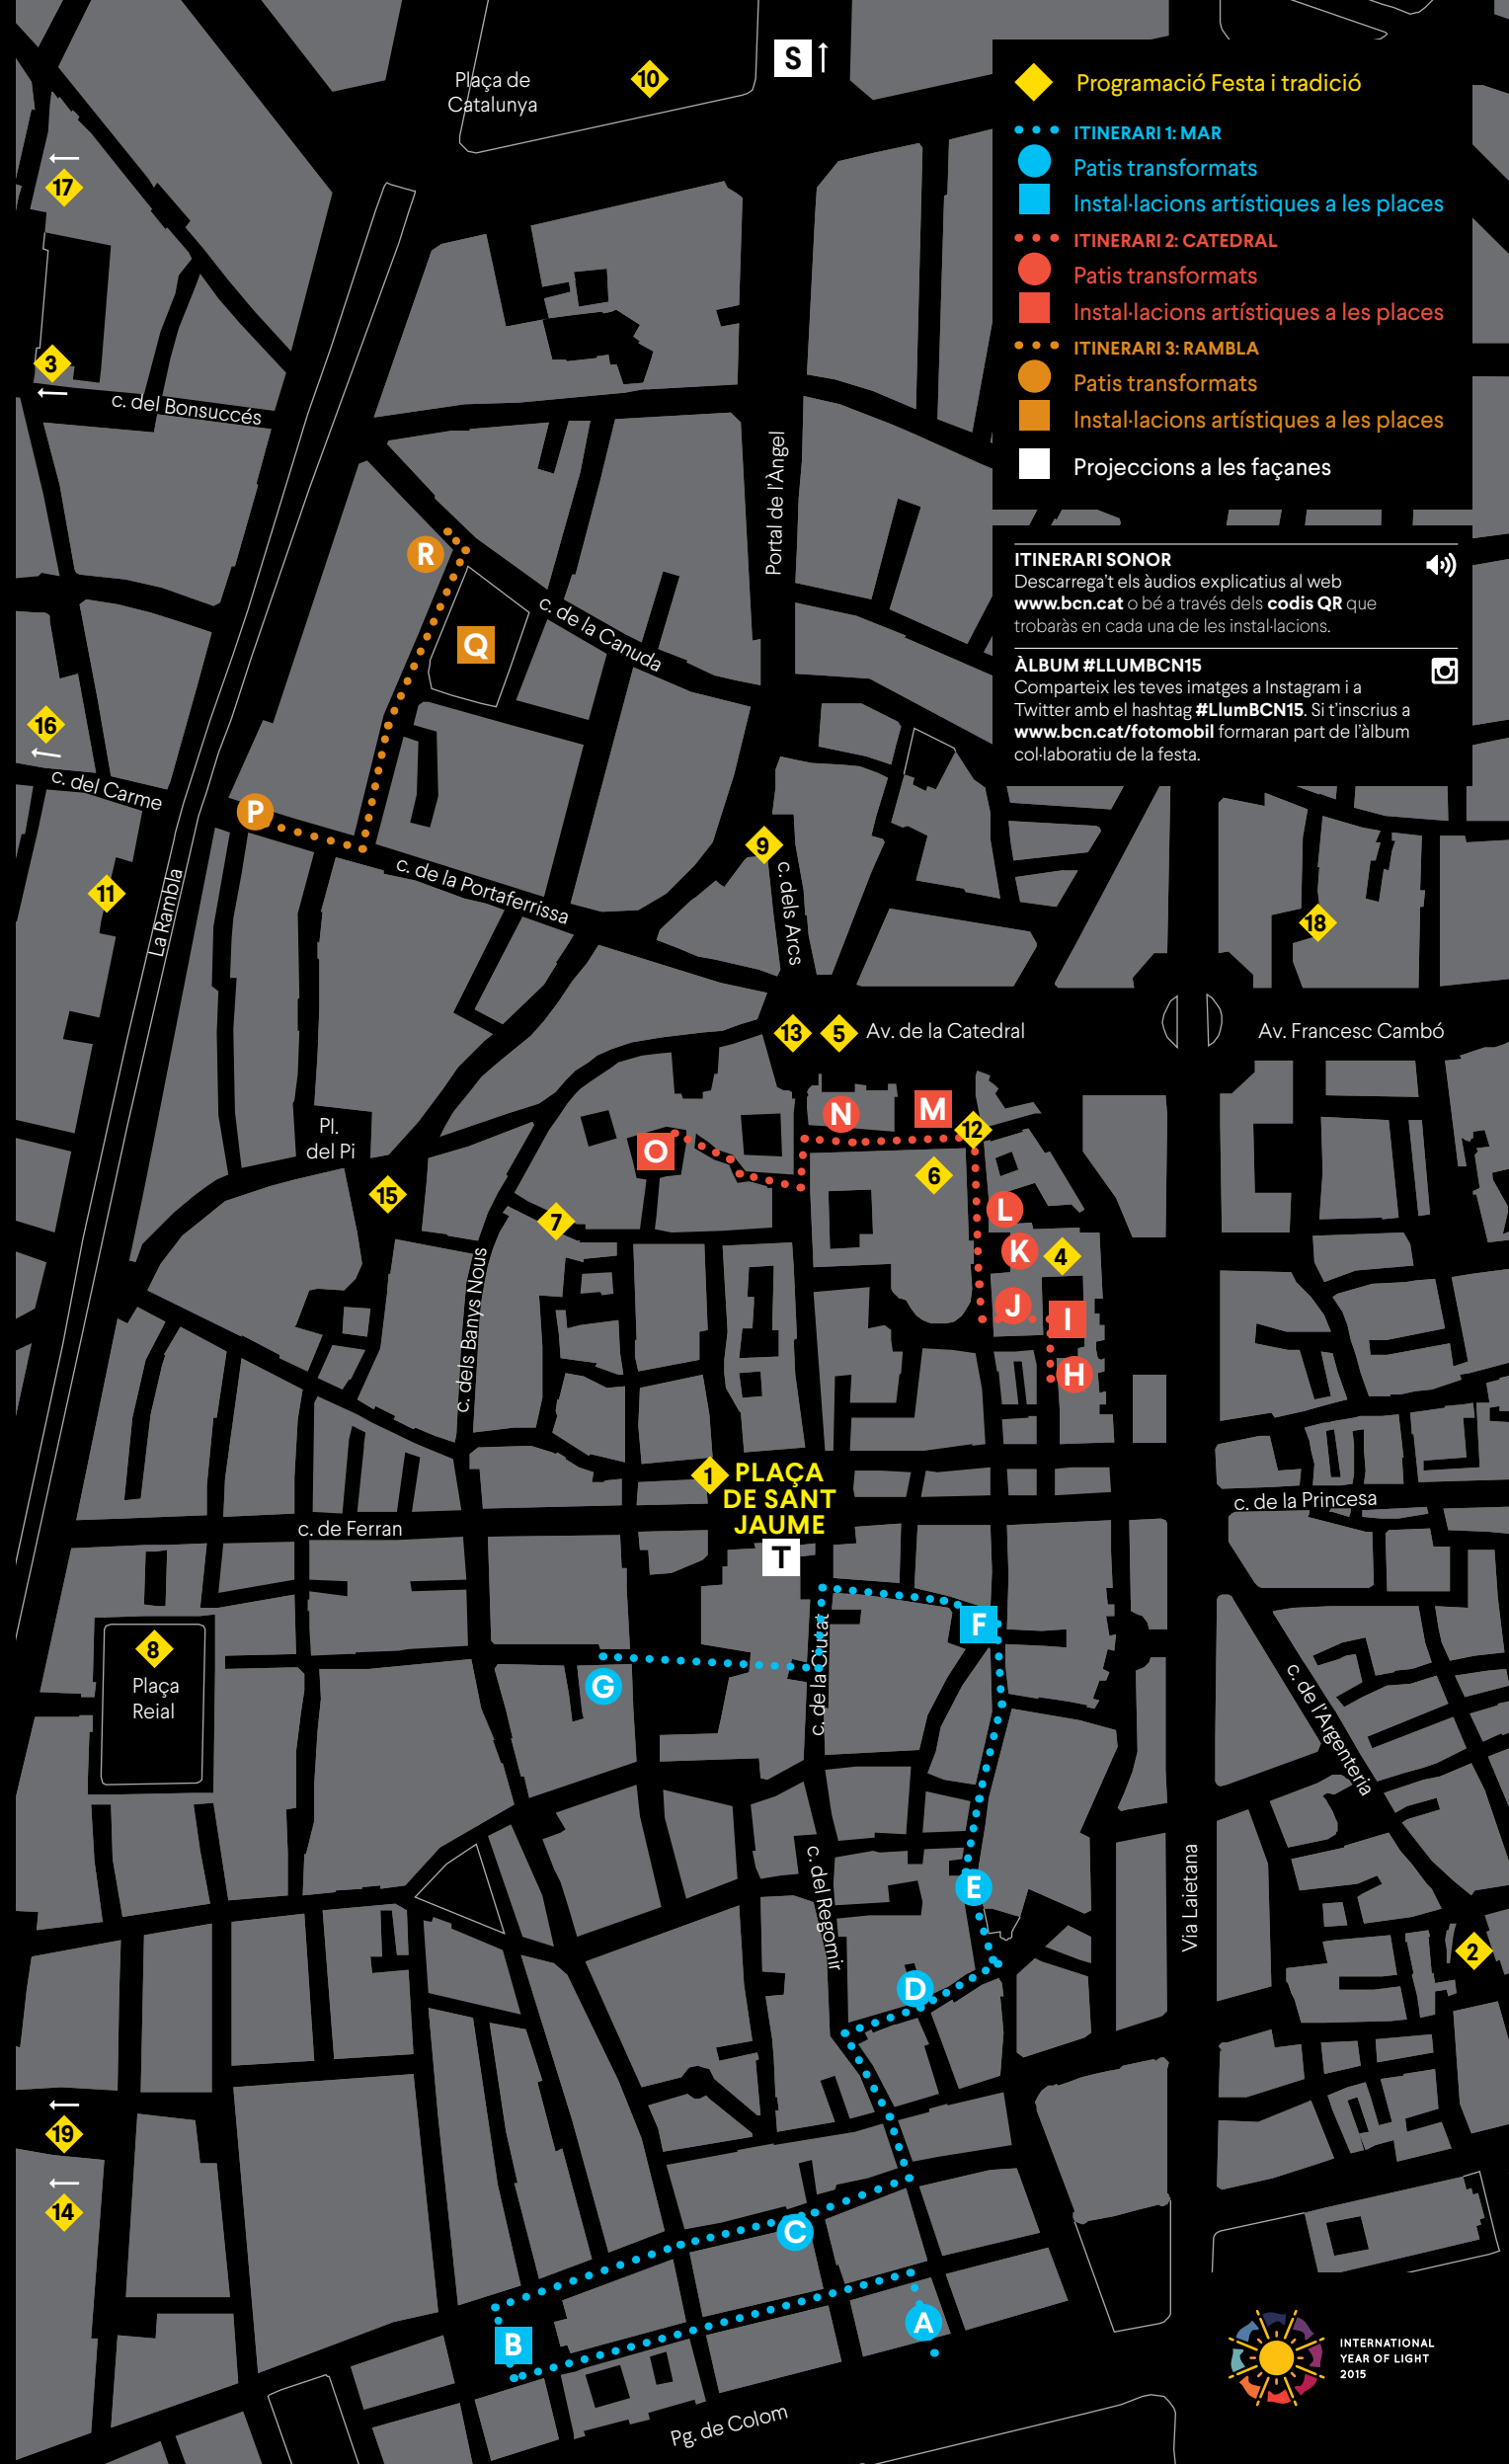 Plaça de
Catalunya
10
S
17
3
c. del Bonsuccés
Portal de l'Àngel
Programació Festa i tradició
ITINERARI 1: MAR
Patis transformats
Instal·lacions artístiques a les places
ITINERARI 2: CATEDRAL
Patis transformats
Instal·lacions artístiques a les places
ITINERARI 3: RAMBLA
Patis transformats
Instal·lacions artístiques a les places
Projeccions a les façanes
ITINERARI SONOR
Descarrega't els àudios explicatius al web
www.bcn.cat o bé a través dels codis QR que
trobaràs en cada una de les instal·lacions.
ÀLBUM #LLUMBCN15
Comparteix les teves imatges a Instagram i a
Twitter amb el hashtag #LlumBCN15. Si t'inscrius a
www.bcn.cat/fotomobil formaran part de l'àlbum
col·laboratiu de la festa.
R
Q
c. de la Canuda
16
c. del Carme
P
9
c. de la Portaferrissa
c. dels Arcs
11
La Rambla
18
13
5
Av. de la Catedral
Av. Francesc Cambó
N
M
12
Pl.
del Pi
O
15
6
7
L
K
4
J
I
H
c. dels Banys Nous
1
PLAÇA
DE SANT
JAUME
T
c. de Ferran
c. de la Princesa
8
Plaça
Reial
F
G
c. de la Ciutat
c. de l'Argenteria
c. del Regomir
E
Via Laietana
2
D
19
14
C
A
B
Pg. de Colom
INTERNATIONAL
YEAR OF LIGHT
2015